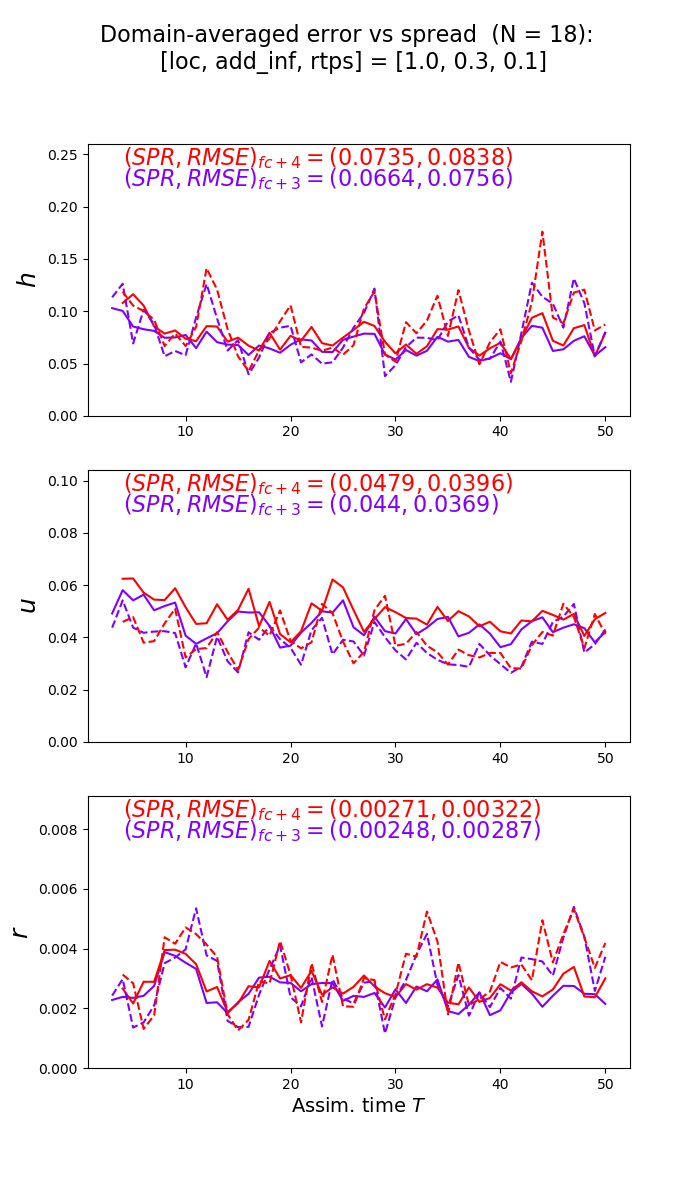 Domain-averaged error vs spread (N = 18):
[loc, add_inf, rtps] = [1.0, 0.3, 0.1]
(SPR, RMSE)fc+4 = (0.0735, 0.0838)
(SPR, RMSE)fc+3 = (0.0664, 0.0756)
0.25
0.20
0.15
0.10
0.05
0.00
h
10 20 30 40 50
(SPR, RMSE)fc+4 = (0.0479, 0.0396)
(SPR, RMSE)fc+3 = (0.044, 0.0369)
0.10
0.08
0.06
0.04
0.02
0.00
u
10 20 30 40 50
(SPR, RMSE)fc+4 = (0.00271, 0.00322)
(SPR, RMSE)fc+3 = (0.00248, 0.00287)
0.008
0.006
0.004
0.002
0.000
r
10 20 30 40 50
Assim. time T